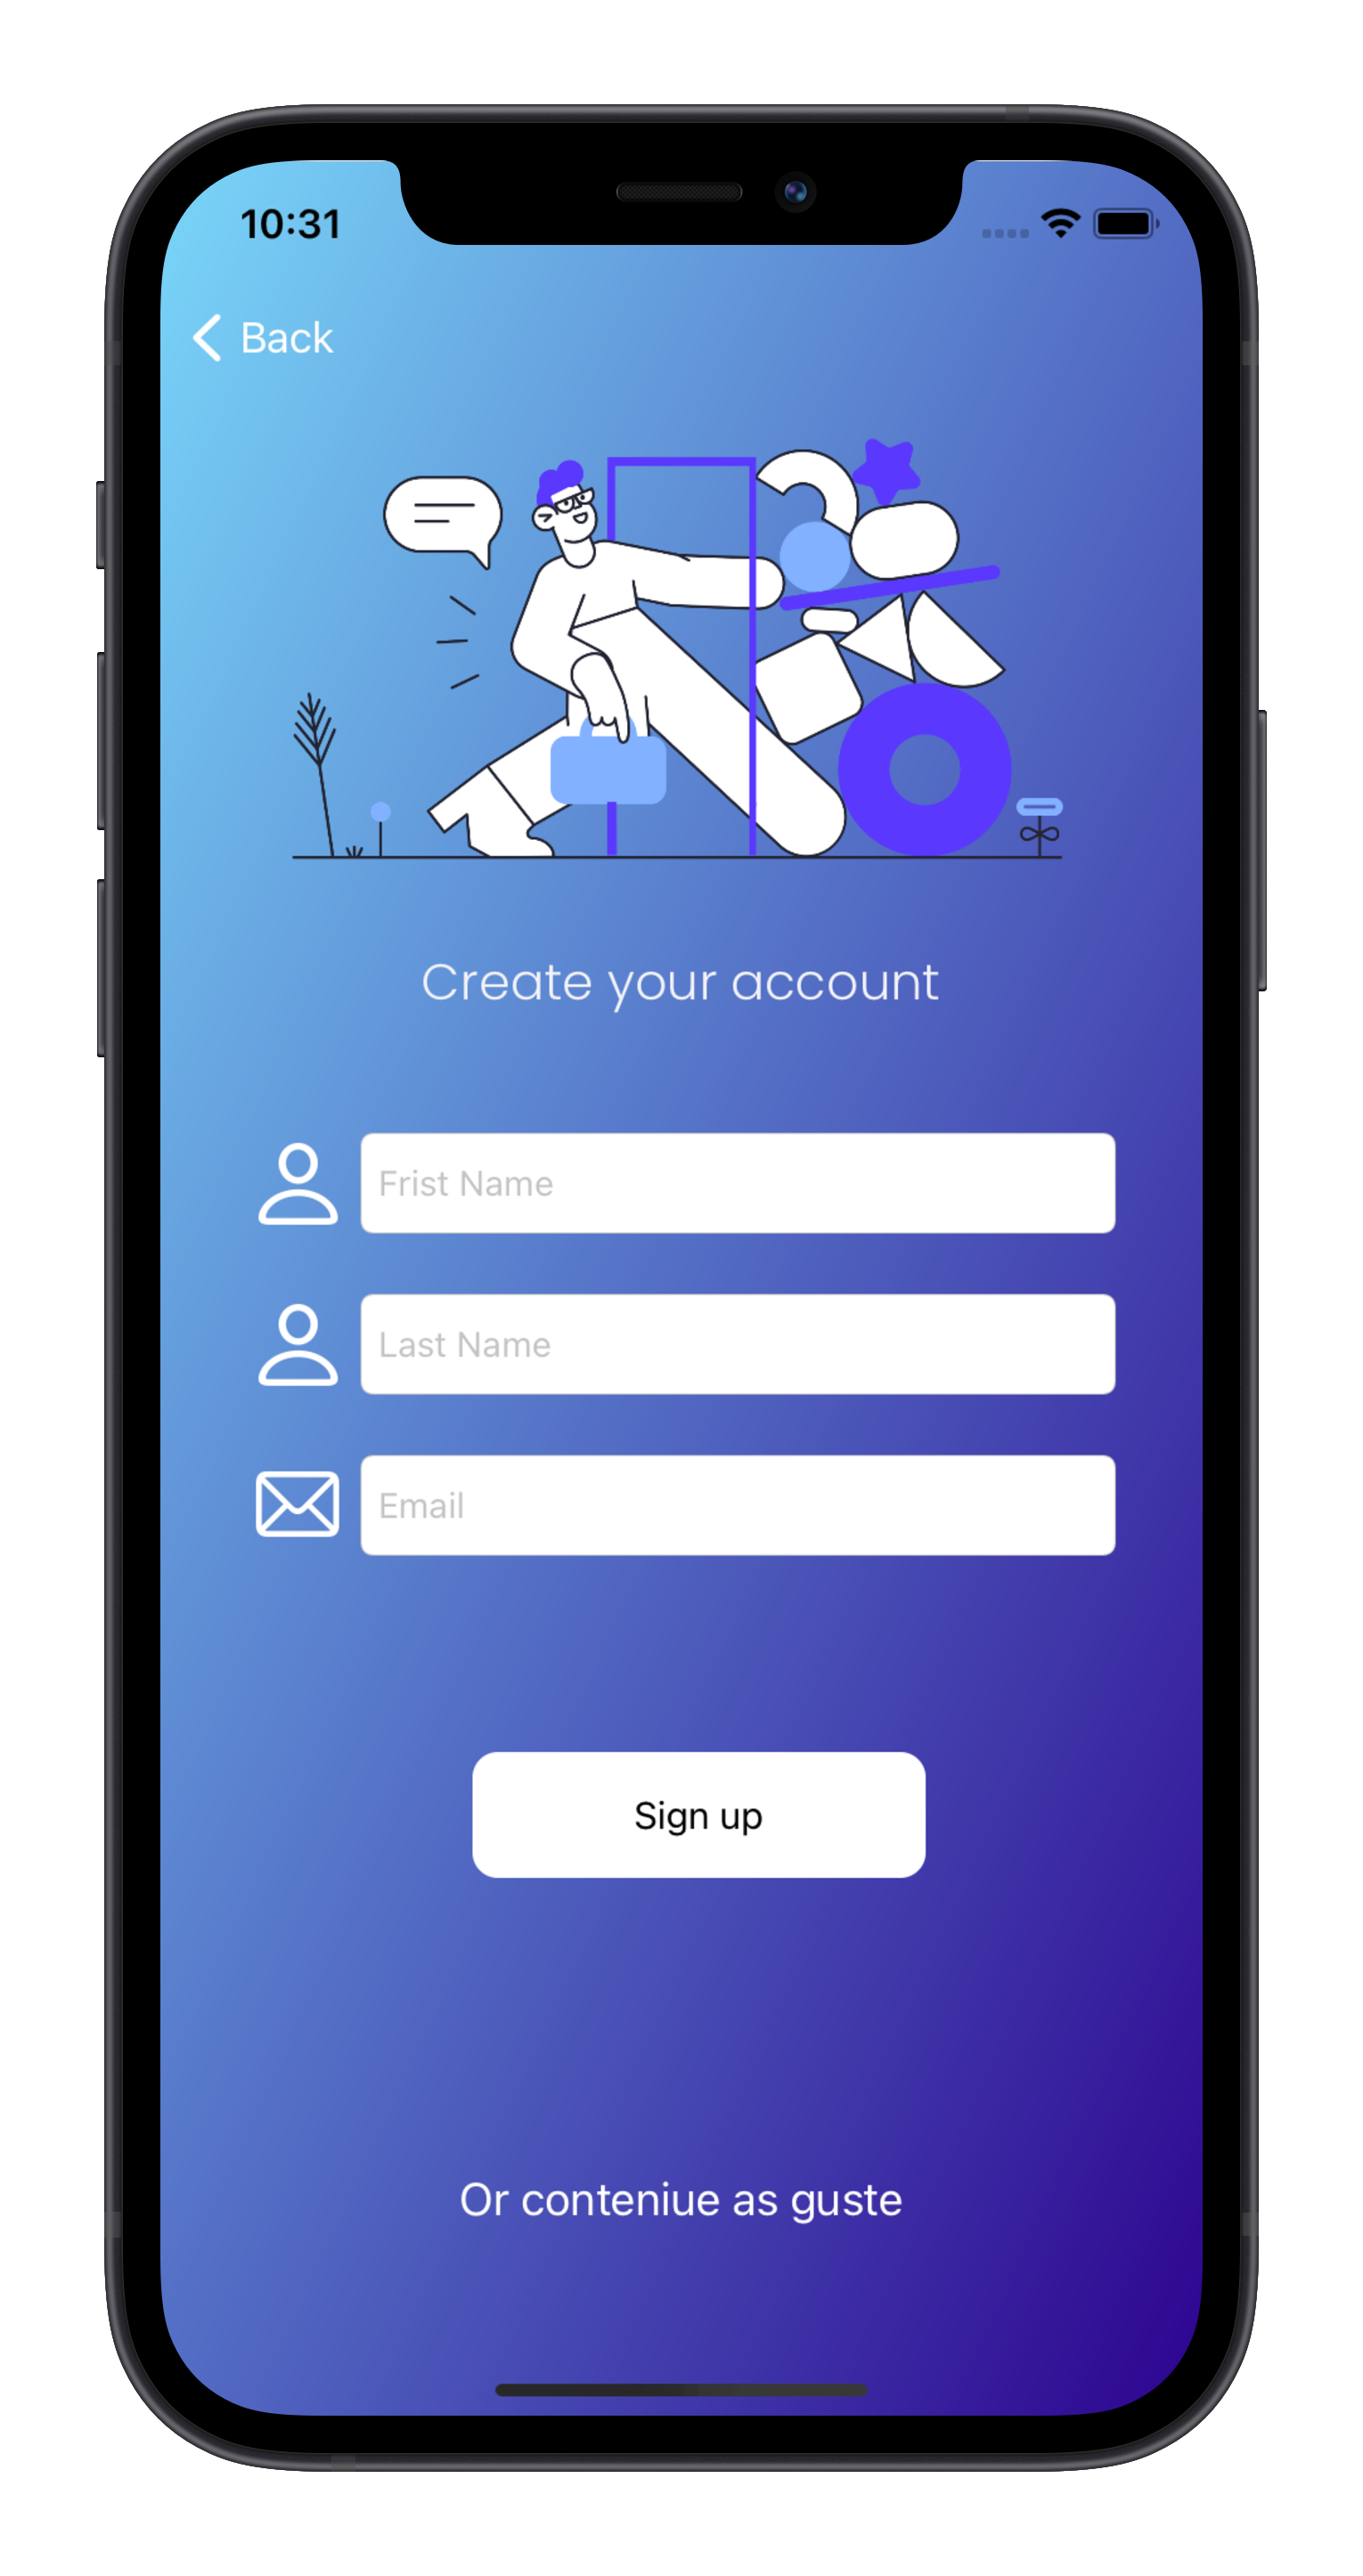 10:31
Back
Create your account
Frist Name
Last Name
Email
Sign up
Or conteniue as guste